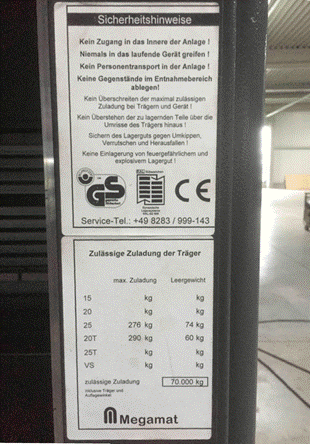 Sicherheitshinweise
Kein Zugang in das Innere der Anlage !
Niemals in das laufende Gerät greifen !
Kein Personentransport in der Anlage !
Keine Gegenstände im Entnahmebereich
ablegen!
Kein Überschreiten der maximal zulässigen
Zuladung bei Trägern und Gerät !
Kein Überstehen der zu lagernden Teile über die
Umrisse des Trägers hinaus !
Sichern des Lagerguts gegen Umkippen,
Verrutschen und Herausfallen !
Keine Einlagerung von feuergefährlichem und
explosivem Lagergut !
GS CE
Service-Tel.: +49 8283 / 999-143
Zulässige Zuladung der Träger
max. Zuladung Leergewicht
15 kg kg
20 kg kg
25 276 kg 74 kg
20T 290 kg 60 kg
25T kg kg
VS kg kg
zulässige Zuladung 70.000 kg
inklusive Träger und
Auflagewinkel
Megamat